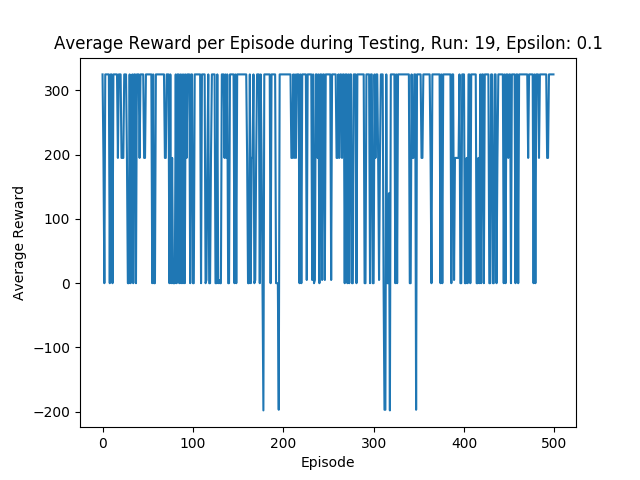 Average Reward per Episode during Testing, Run: 19, Epsilon: 0.1
300
200
100
0
−100
−200
Average Reward
0 100 200 300 400 500
Episode